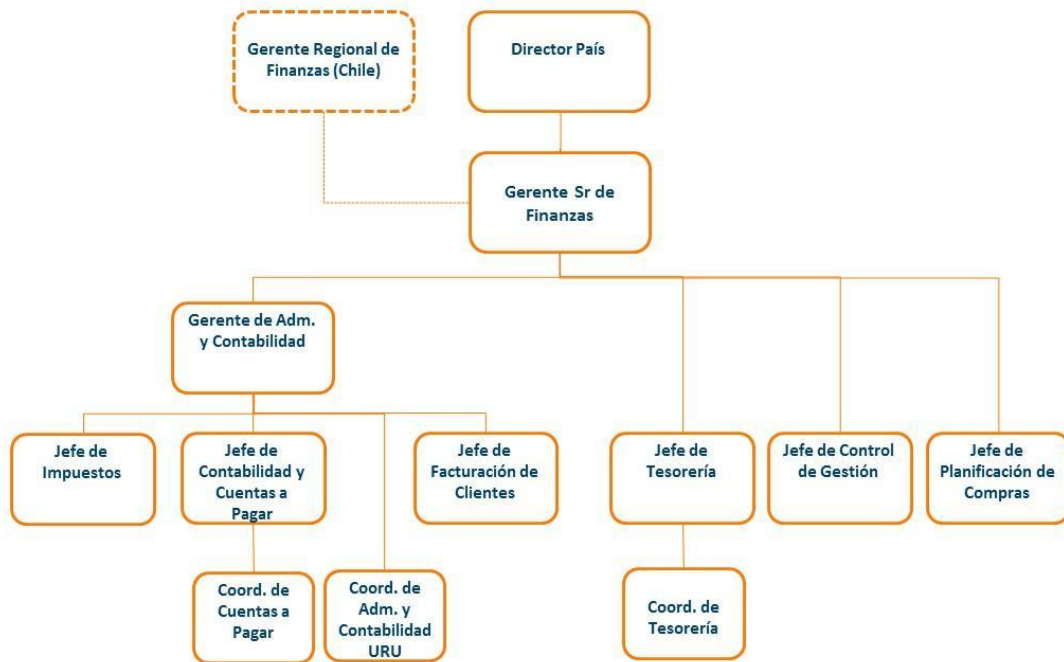 Gerente Regional de
Finanzas (Chile)
Director País
Gerente Sr de
Finanzas
Gerente de Adm.
y Contabilidad
Jefe de
Impuestos
Jefe de
Contabilidad y
Cuentas a
Pagar
Jefe de
Facturación de
Clientes
Jefe de
Tesorería
Jefe de Control
de Gestión
Jefe de
Planificación de
Compras
Coord. de
Cuentas a
Pagar
Coord. de
Adm. y
Contabilidad
URU
Coord. de
Tesorería